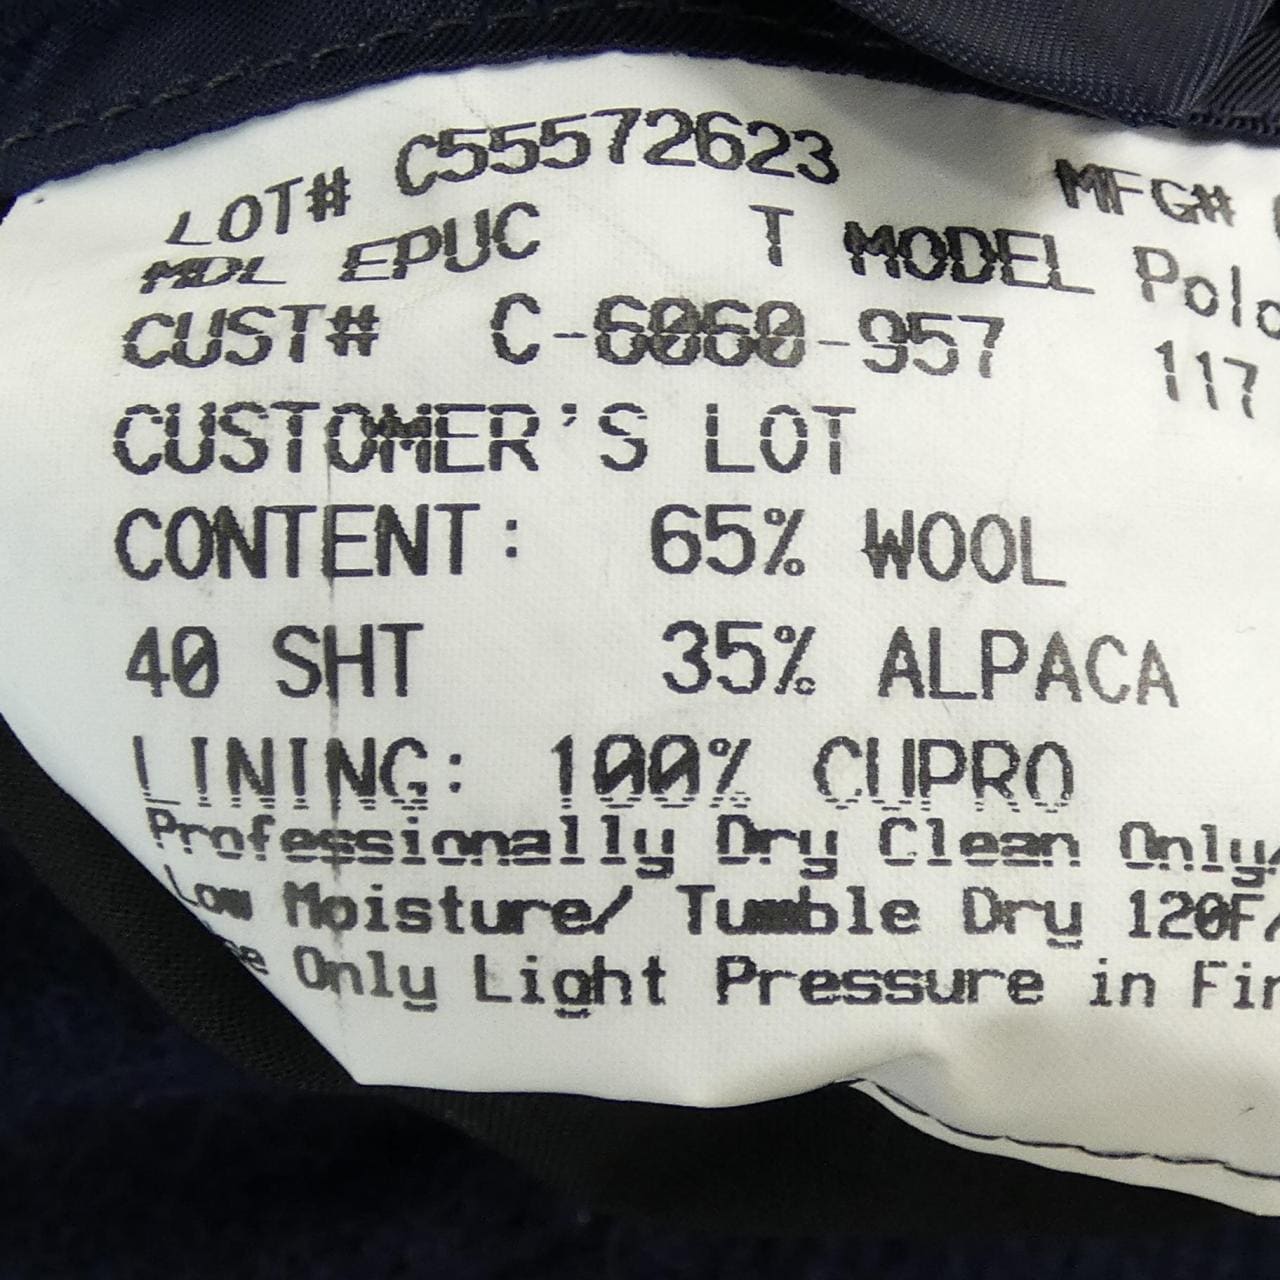 LOT# C55572623 MFG#
MDL EPUC T MODEL Polo
CUST# C-6060-957 117
CUSTOMER'S LOT
CONTENT: 65% WOOL
40 SHT 35% ALPACA
LINING: 100% CUPRO
Professionally Dry Clean Only/
Low Moisture/ Tumble Dry 120F/
Only Light Pressure in